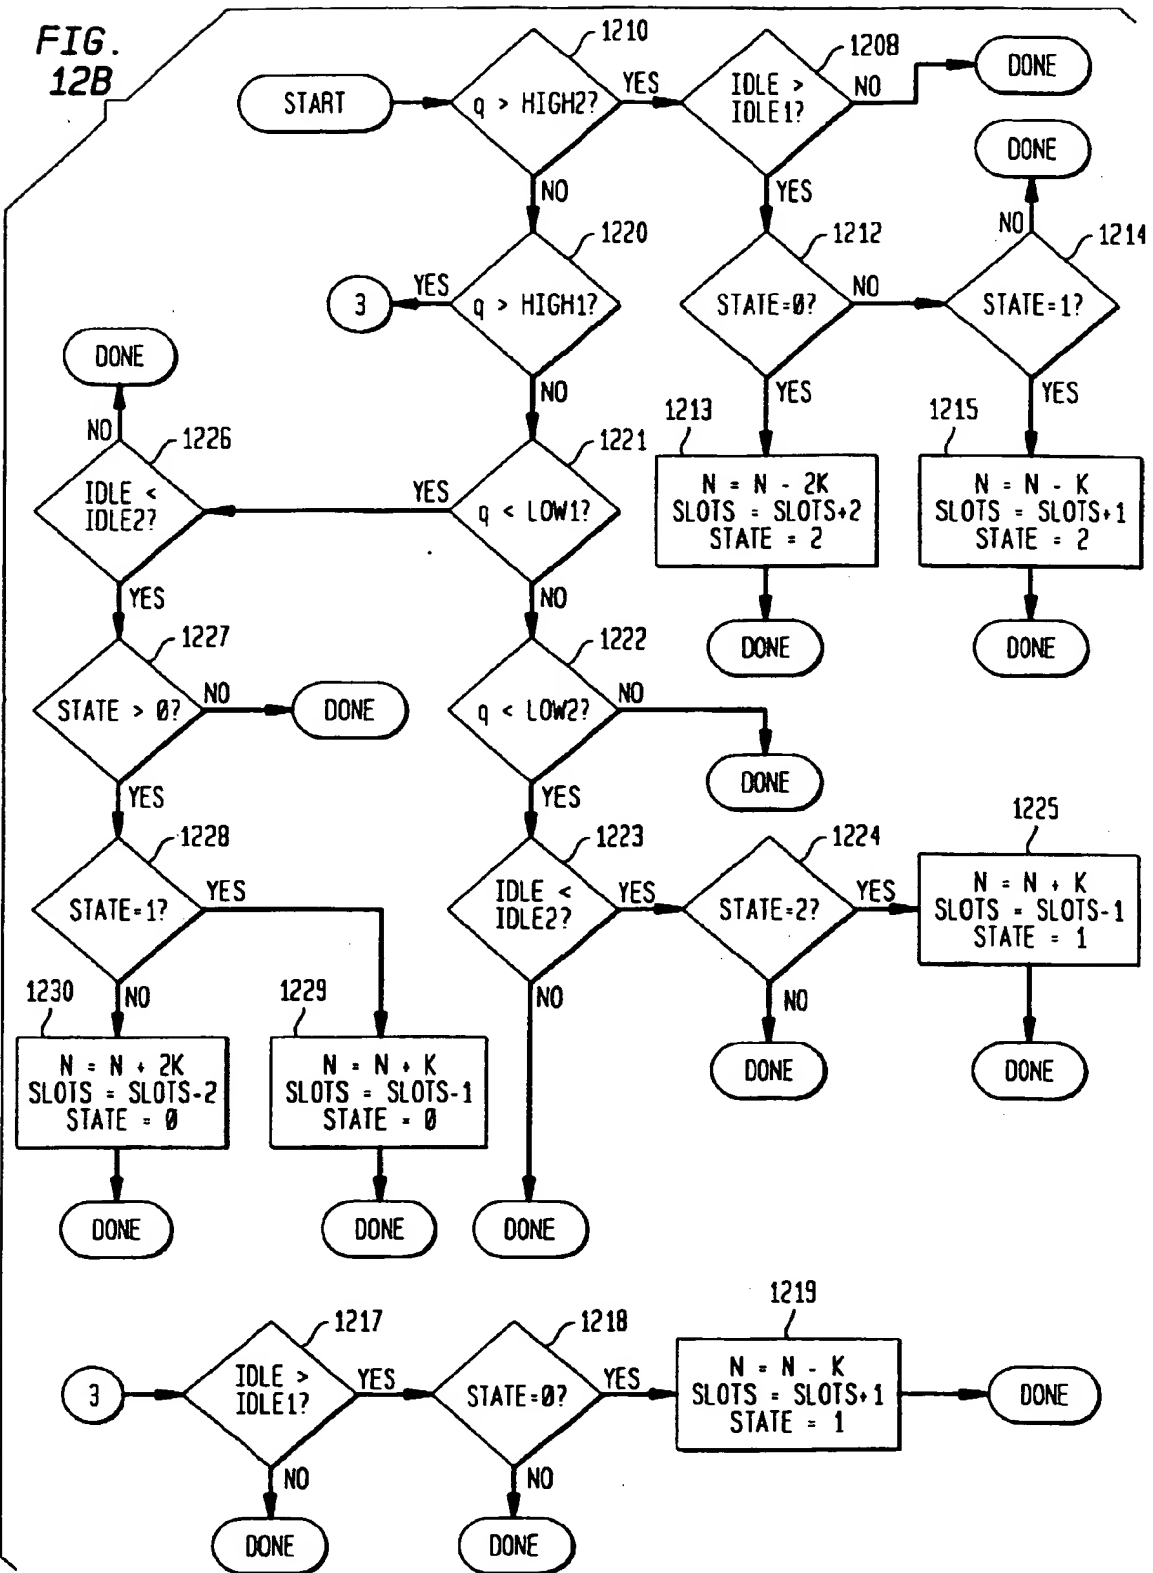 FIG.
12B
START
1210
q > HIGH2?
YES
NO
1208
IDLE >
IDLE1?
NO
YES
DONE
DONE
1220
q > HIGH1?
YES
NO
3
1212
STATE=0?
NO
YES
1214
STATE=1?
NO
YES
DONE
1213
N = N - 2K
SLOTS = SLOTS+2
STATE = 2
DONE
1215
N = N - K
SLOTS = SLOTS+1
STATE = 2
DONE
1226
IDLE <
IDLE2?
NO
YES
1221
q < LOW1?
YES
NO
1227
STATE > 0?
NO
DONE
YES
1222
q < LOW2?
NO
DONE
YES
1228
STATE=1?
YES
NO
1223
IDLE <
IDLE2?
YES
NO
1224
STATE=2?
YES
NO
DONE
1225
N = N + K
SLOTS = SLOTS-1
STATE = 1
DONE
1230
N = N + 2K
SLOTS = SLOTS-2
STATE = 0
DONE
1229
N = N + K
SLOTS = SLOTS-1
STATE = 0
DONE
DONE
3
1217
IDLE >
IDLE1?
YES
NO
DONE
1218
STATE=0?
YES
NO
DONE
1219
N = N - K
SLOTS = SLOTS+1
STATE = 1
DONE